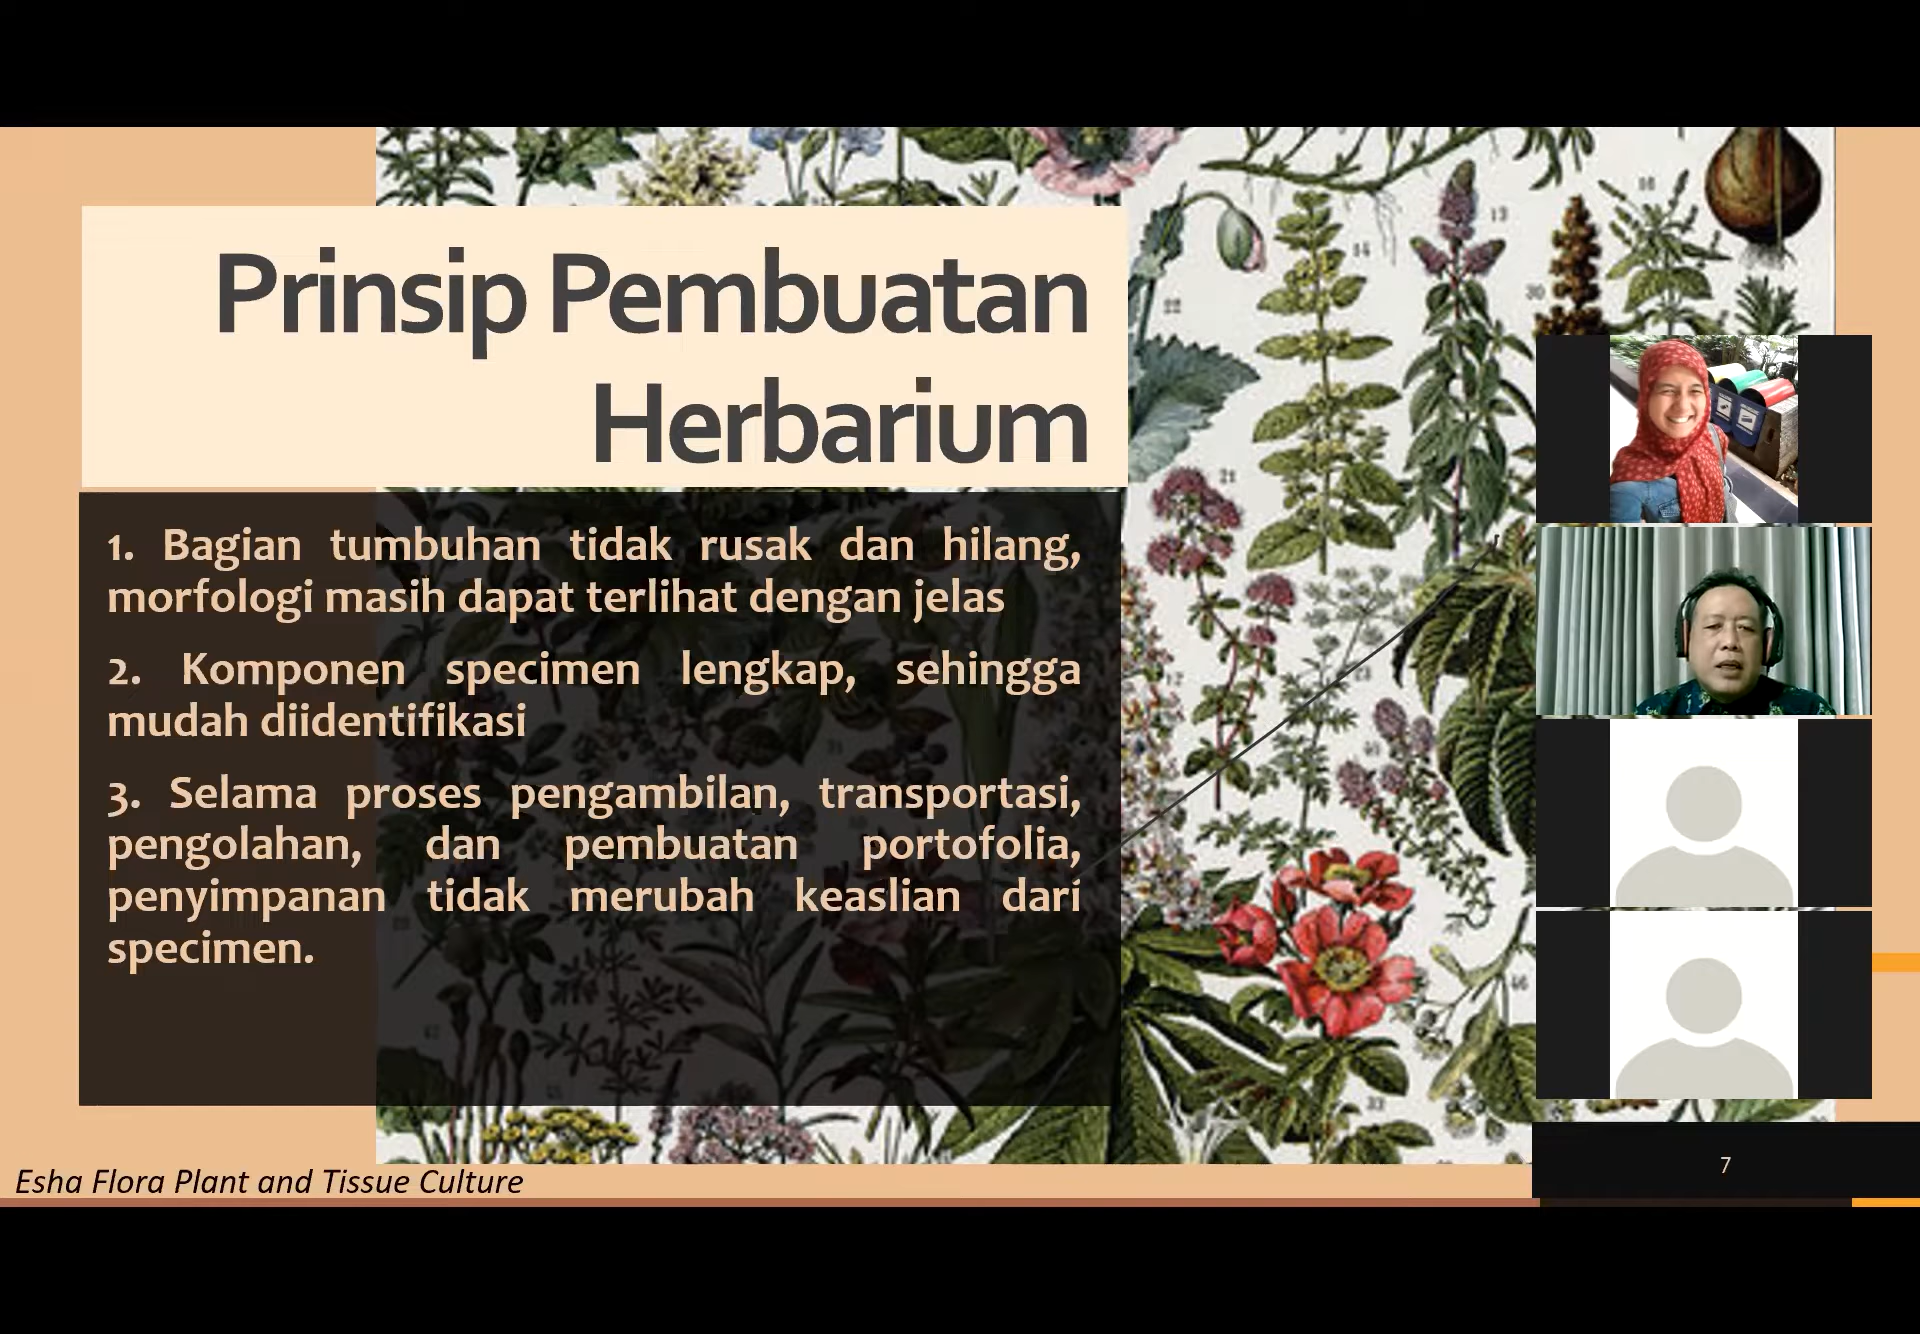 Prinsip Pembuatan
Herbarium
1. Bagian tumbuhan tidak rusak dan hilang,
morfologi masih dapat terlihat dengan jelas
2. Komponen specimen lengkap, sehingga
mudah diidentifikasi
3. Selama proses pengambilan, transportasi,
pengolahan, dan pembuatan portofolia,
penyimpanan tidak merubah keaslian dari
specimen.
Esha Flora Plant and Tissue Culture
7